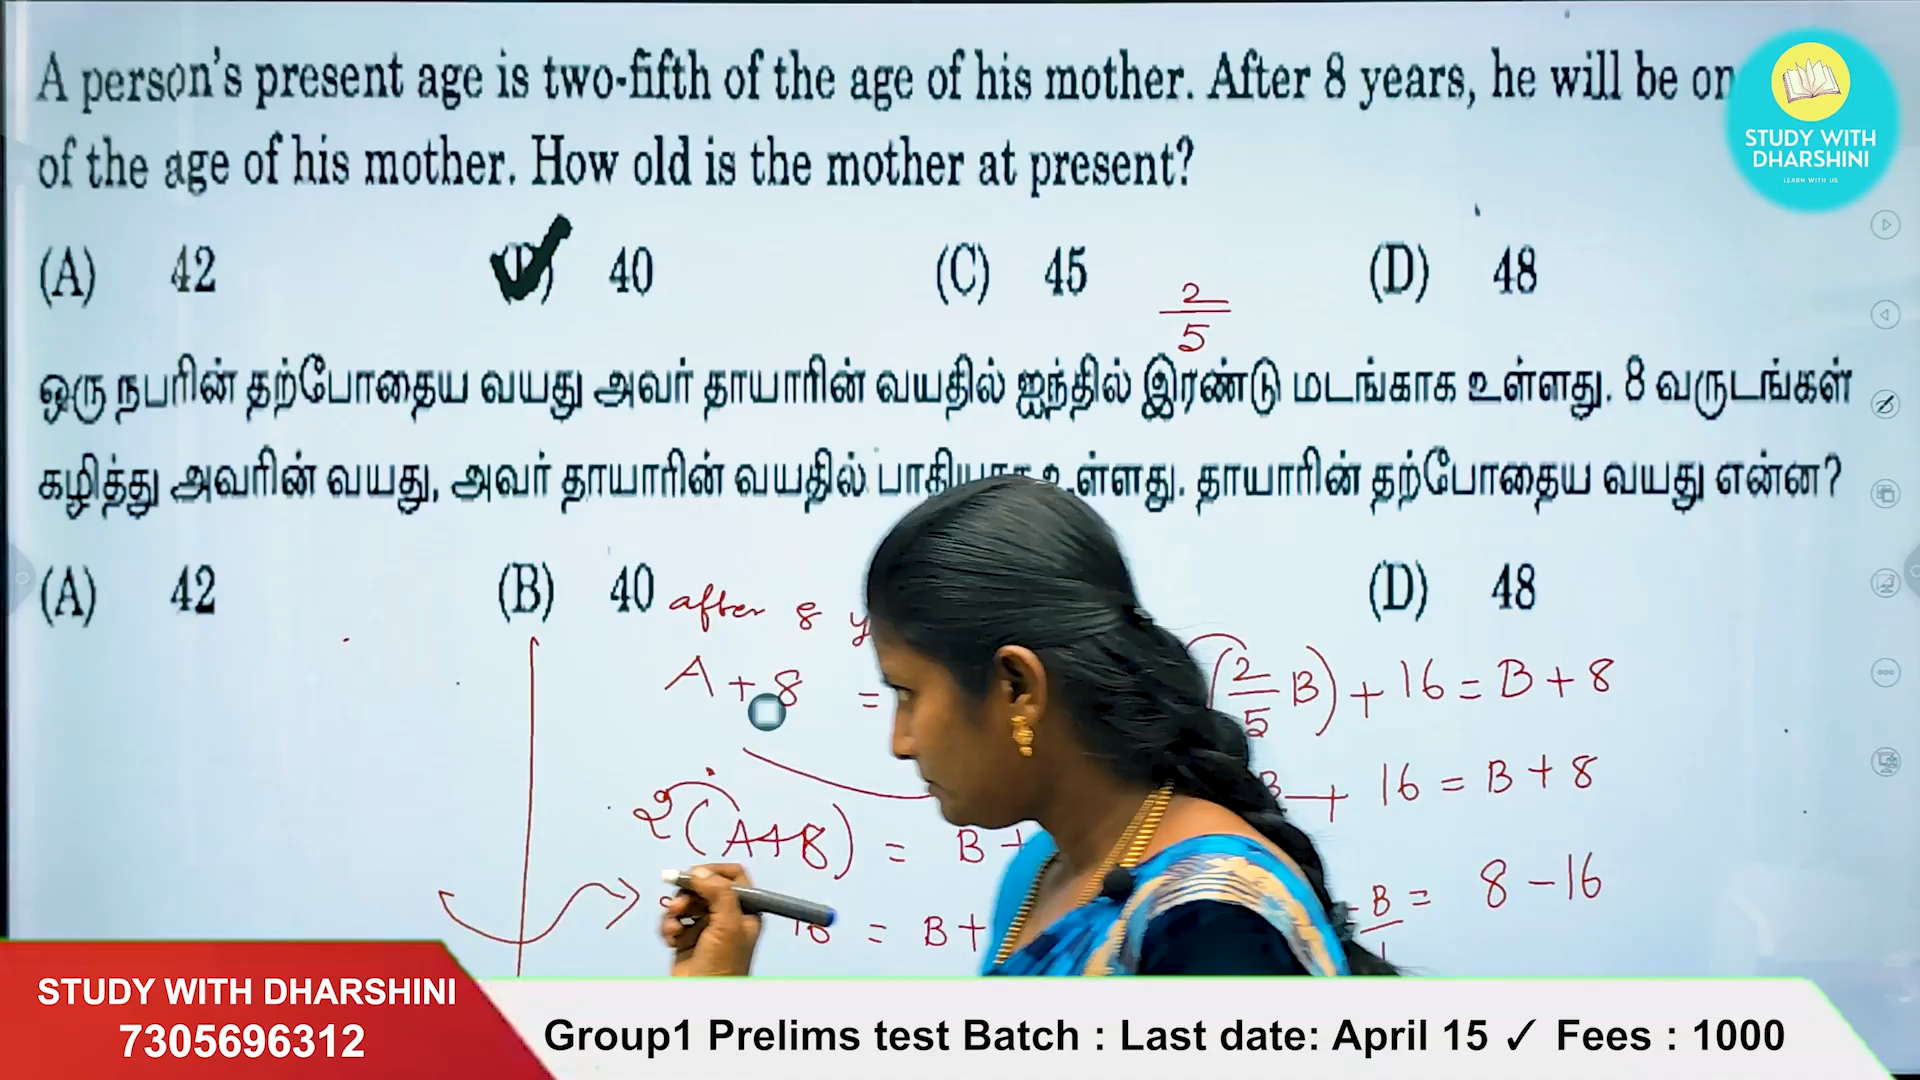 A person's present age is two-fifth of the age of his mother. After 8 years, he will be
of the age of his mother. How old is the mother at present?
(A) 42 40 (C) 45 (D) 48
2
5
ஒரு நபரின் தற்போதைய வயது அவர் தாயாரின் வயதில் ஐந்தில் இரண்டு மடங்காக உள்ளது. 8 வருடங்கள்
கழித்து அவரின் வயது, அவர் தாயாரின் வயதில் உள்ளது. தாயாரின் தற்போதைய வயது என்ன?
(A) 42 (B) 40 (D) 48
after 8
A + 8 =
(2/5 B) + 16 = B + 8
2(A+8) = B +
+ 16 = B + 8
16 = B +
- B = 8 - 16
STUDY WITH
DHARSHINI
LEARN WITH US
STUDY WITH DHARSHINI
7305696312
Group1 Prelims test Batch : Last date: April 15 ✓ Fees : 1000